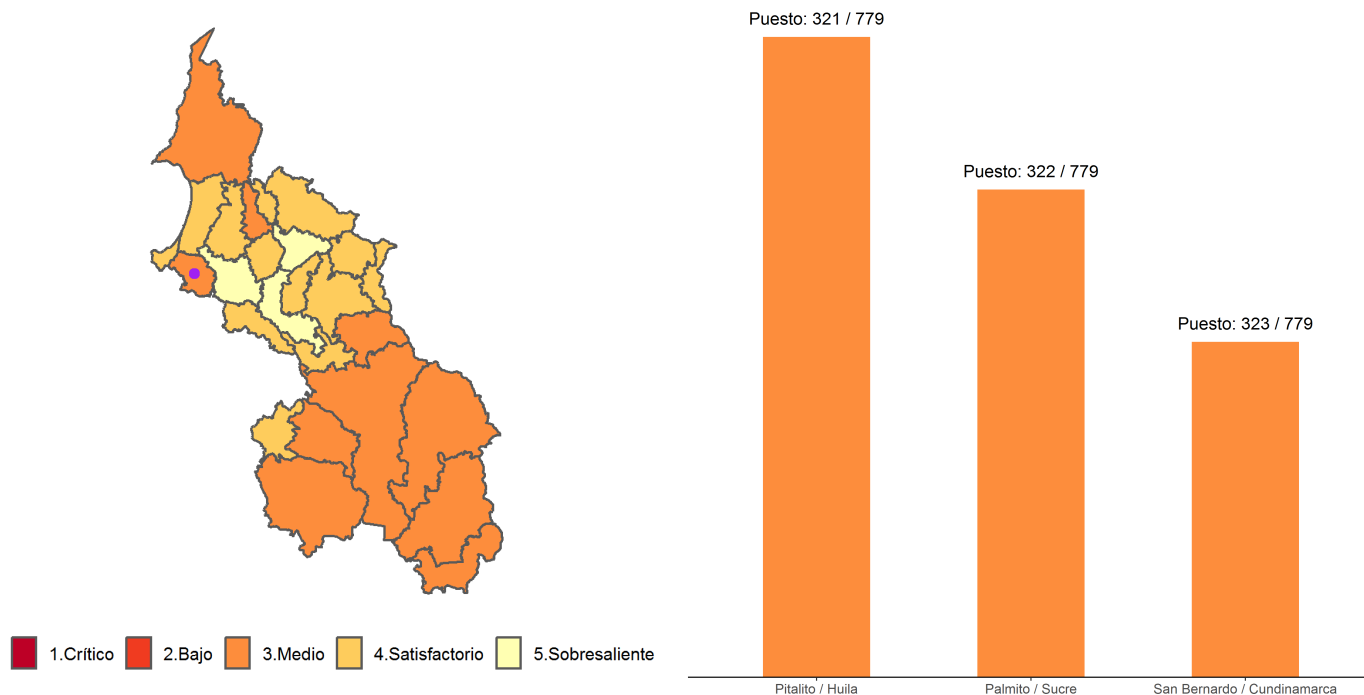 Puesto: 321 / 779
Puesto: 322 / 779
Puesto: 323 / 779
1.Crítico
2.Bajo
3.Medio
4.Satisfactorio
5.Sobresaliente
Pitalito / Huila
Palmito / Sucre
San Bernardo / Cundinamarca